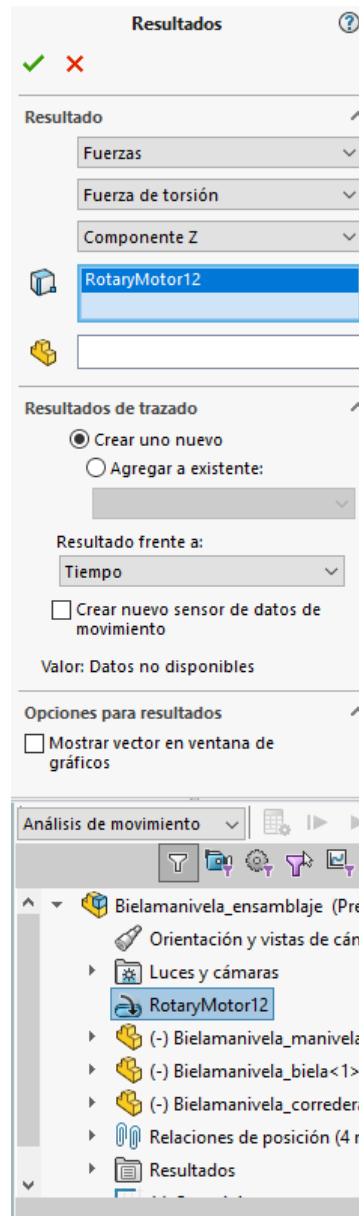 Resultados
Resultado
Fuerzas
Fuerza de torsión
Componente Z
RotaryMotor12
Resultados de trazado
Crear uno nuevo
Agregar a existente:
Resultado frente a:
Tiempo
Crear nuevo sensor de datos de
movimiento
Valor: Datos no disponibles
Opciones para resultados
Mostrar vector en ventana de
gráficos
Análisis de movimiento
Bielamanivela_ensamblaje (Pre
Orientación y vistas de cán
Luces y cámaras
RotaryMotor12
(-) Bielamanivela_manivela
(-) Bielamanivela_biela<1>
(-) Bielamanivela_corredera
Relaciones de posición (4 r
Resultados